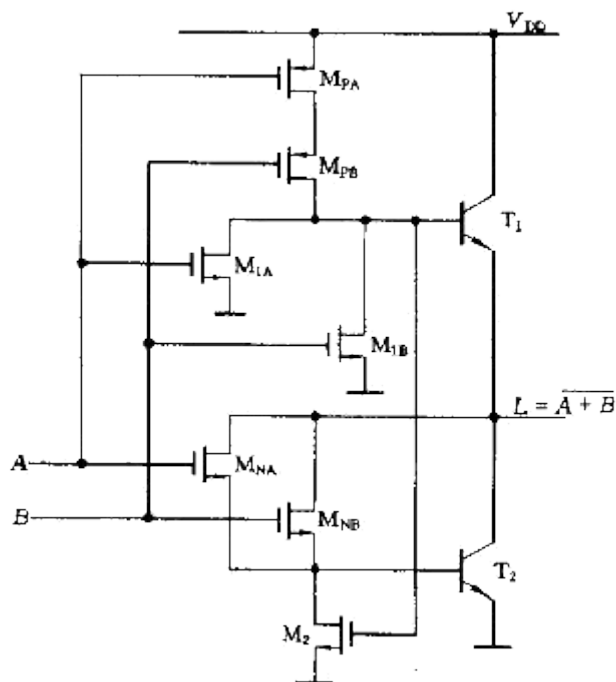 V_DD
M_PA
M_PB
T_1
M_1A
M_1B
L = \overline{A + B}
A
M_NA
B
M_NB
T_2
M_2